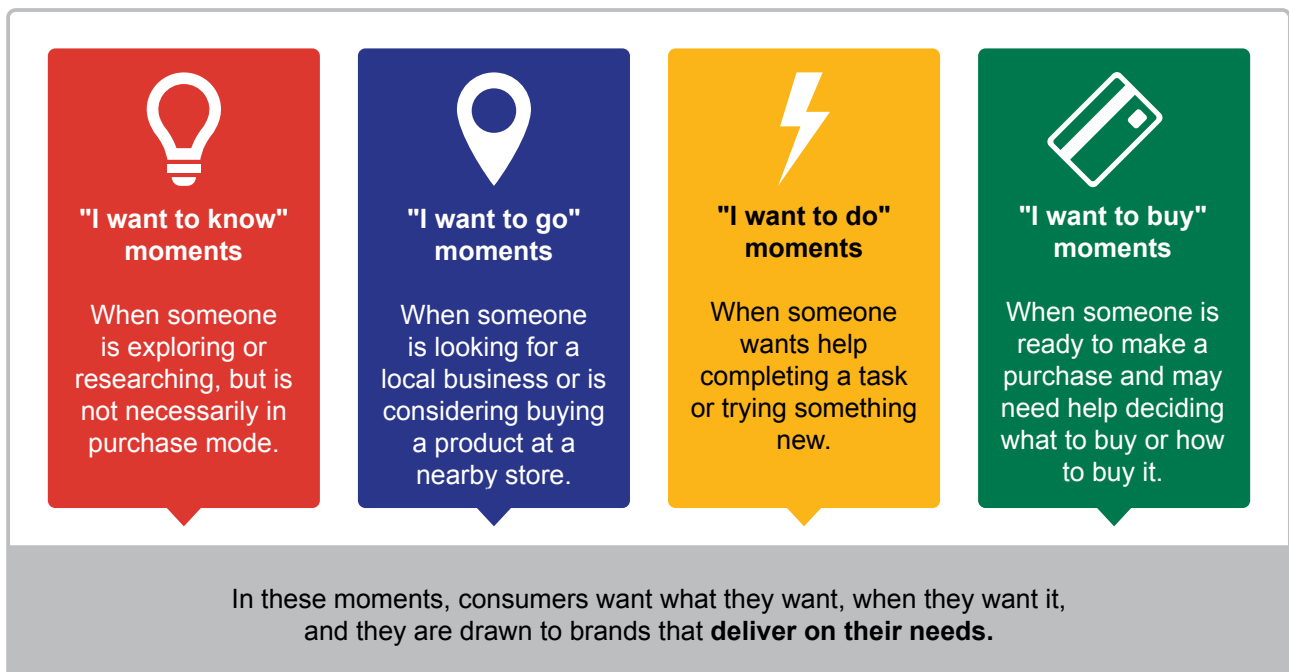 "I want to know"
moments
When someone
is exploring or
researching, but is
not necessarily in
purchase mode.
"I want to go"
moments
When someone
is looking for a
local business or is
considering buying
a product at a
nearby store.
"I want to do"
moments
When someone
wants help
completing a task
or trying something
new.
"I want to buy"
moments
When someone is
ready to make a
purchase and may
need help deciding
what to buy or how
to buy it.
In these moments, consumers want what they want, when they want it,
and they are drawn to brands that deliver on their needs.